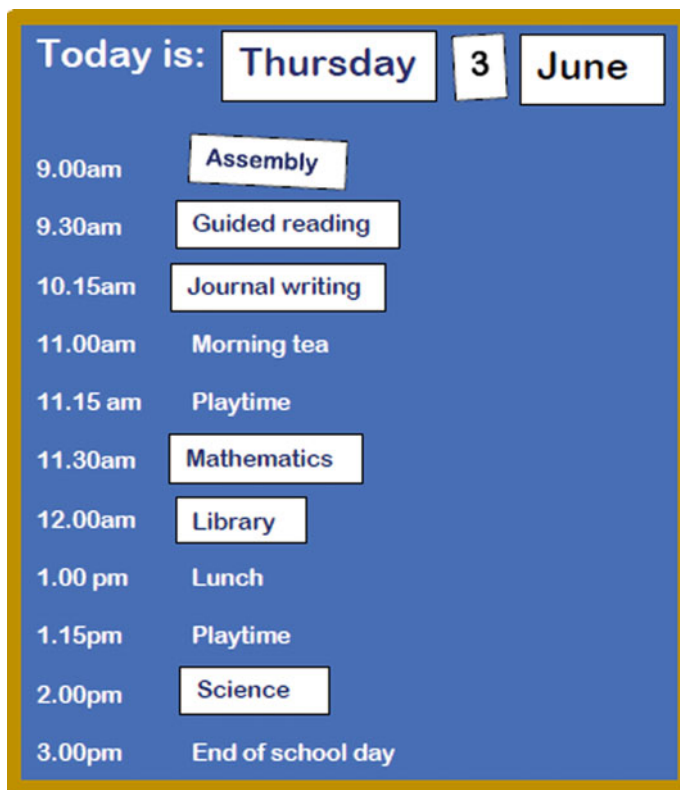 Today is: Thursday 3 June
9.00am Assembly
9.30am Guided reading
10.15am Journal writing
11.00am Morning tea
11.15 am Playtime
11.30am Mathematics
12.00am Library
1.00 pm Lunch
1.15pm Playtime
2.00pm Science
3.00pm End of school day